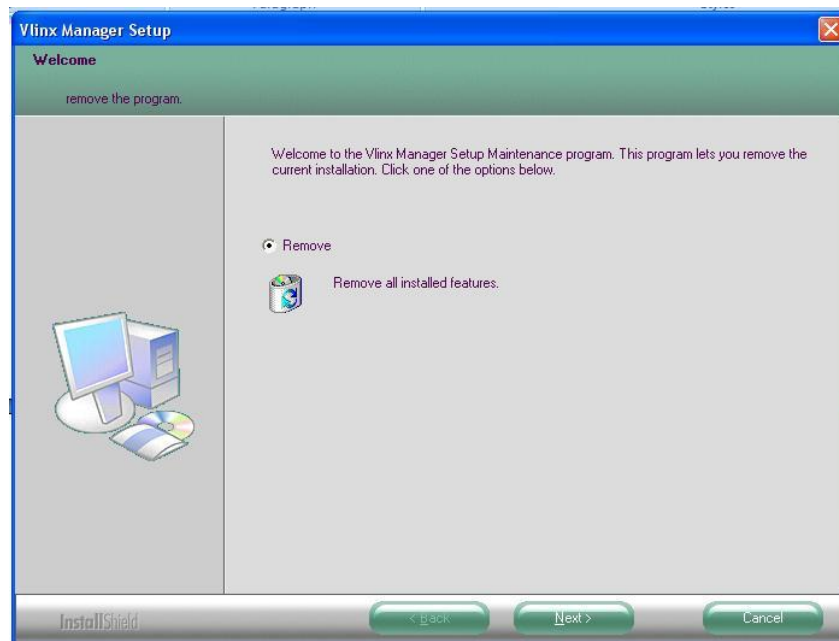 Vlinx Manager Setup
Welcome
remove the program.
Welcome to the Vlinx Manager Setup Maintenance program. This program lets you remove the
current installation. Click one of the options below.
Remove
Remove all installed features.
InstallShield
< Back
Next >
Cancel